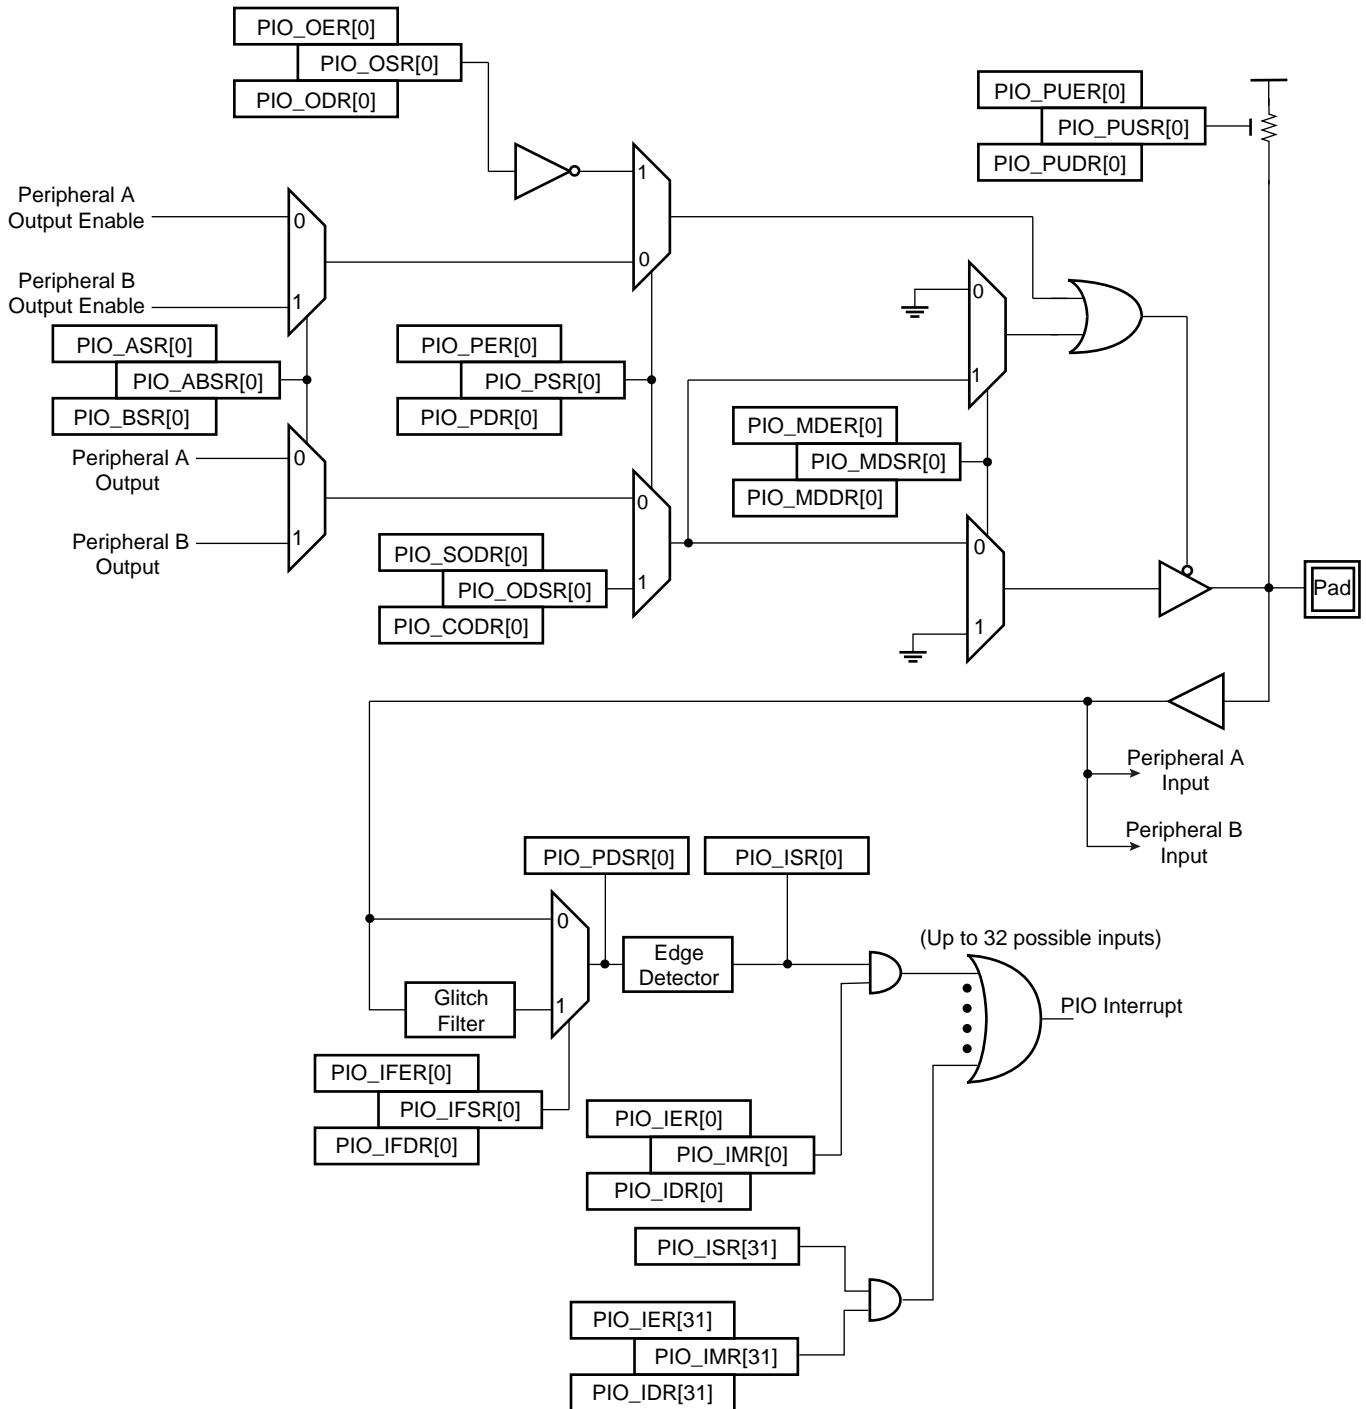 PIO_OER[0]
PIO_OSR[0]
PIO_ODR[0]
PIO_PUER[0]
PIO_PUSR[0]
PIO_PUDR[0]
1
0
Peripheral A
Output Enable
0
Peripheral B
Output Enable
1
PIO_ASR[0]
PIO_ABSR[0]
PIO_BSR[0]
PIO_PER[0]
PIO_PSR[0]
PIO_PDR[0]
0
1
PIO_MDER[0]
PIO_MDSR[0]
PIO_MDDR[0]
Peripheral A
Output
0
Peripheral B
Output
1
0
1
PIO_SODR[0]
PIO_ODSR[0]
PIO_CODR[0]
0
1
Pad
Peripheral A
Input
Peripheral B
Input
PIO_PDSR[0]
PIO_ISR[0]
0
1
Edge
Detector
Glitch
Filter
(Up to 32 possible inputs)
PIO Interrupt
PIO_IFER[0]
PIO_IFSR[0]
PIO_IFDR[0]
PIO_IER[0]
PIO_IMR[0]
PIO_IDR[0]
PIO_ISR[31]
PIO_IER[31]
PIO_IMR[31]
PIO_IDR[31]